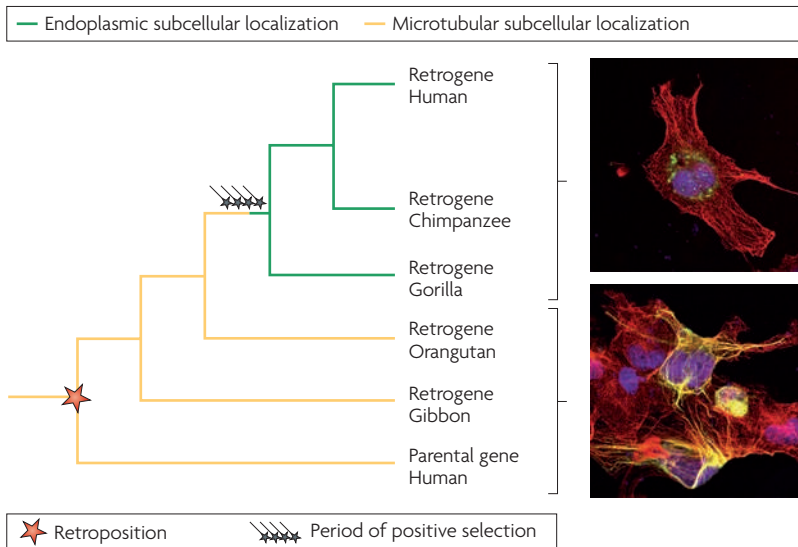 Endoplasmic subcellular localization
Microtubular subcellular localization
Retrogene
Human
Retrogene
Chimpanzee
Retrogene
Gorilla
Retrogene
Orangutan
Retrogene
Gibbon
Parental gene
Human
Retroposition
Period of positive selection